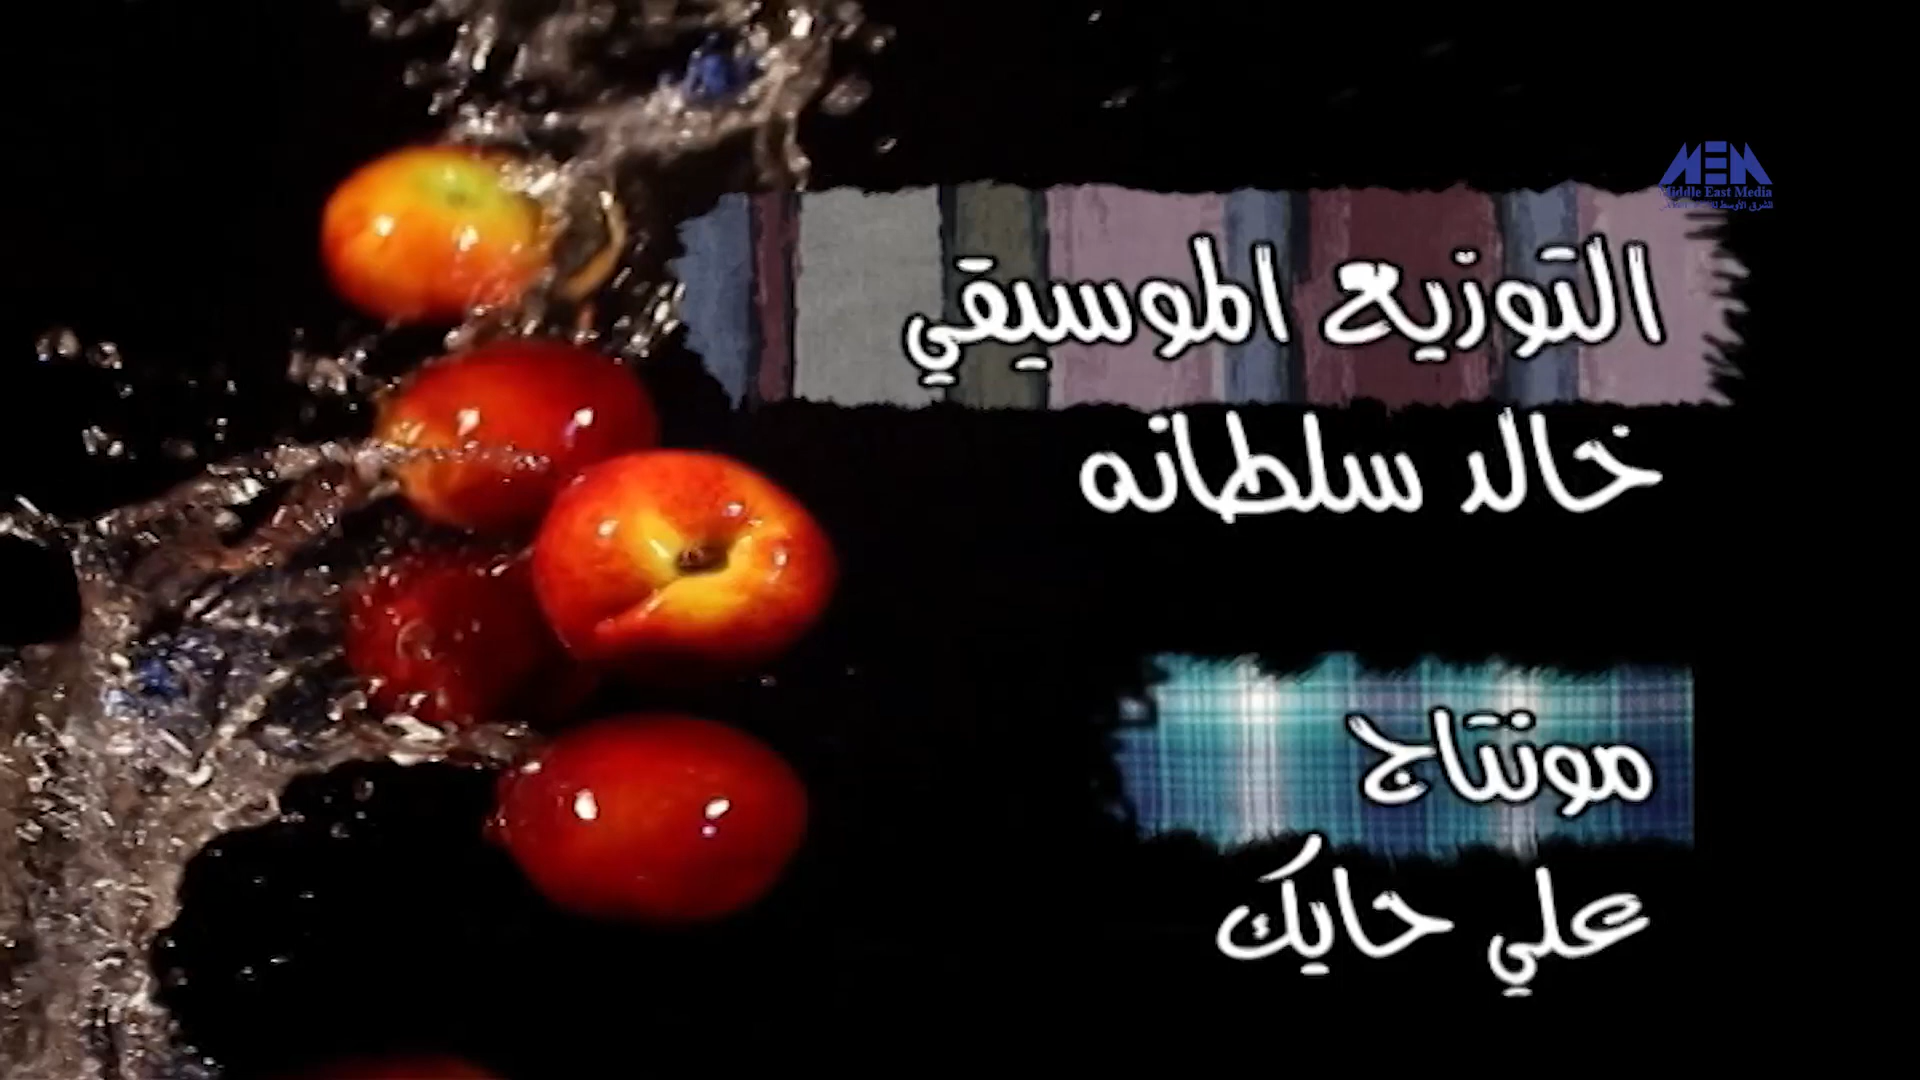 MEM
Middle East Media
التوزيع الموسيقي
خالد سلطانه
مونتاج
علي حايك